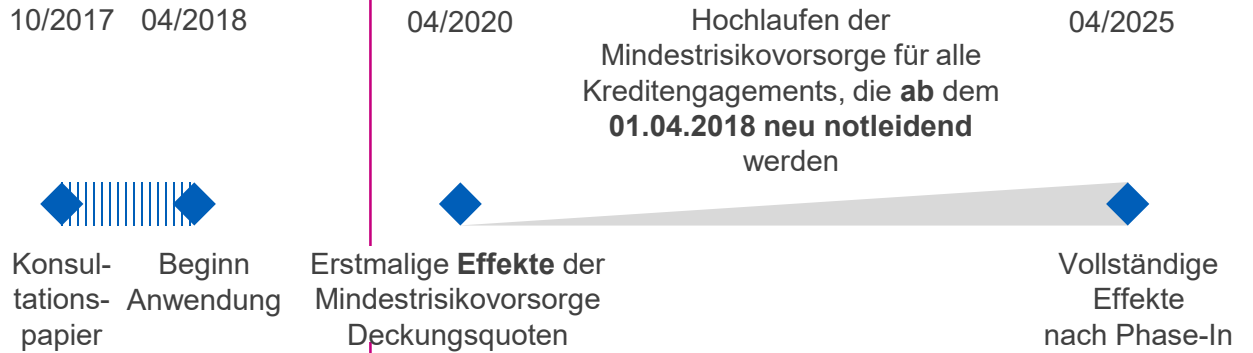 10/2017 04/2018
04/2020
Hochlaufen der
Mindestrisikovorsorge für alle
Kreditengagements, die ab dem
01.04.2018 neu notleidend
werden
04/2025
Konsul-
tations-
papier
Beginn
Anwendung
Erstmalige Effekte der
Mindestrisikovorsorge
Deckungsquoten
Vollständige
Effekte
nach Phase-In